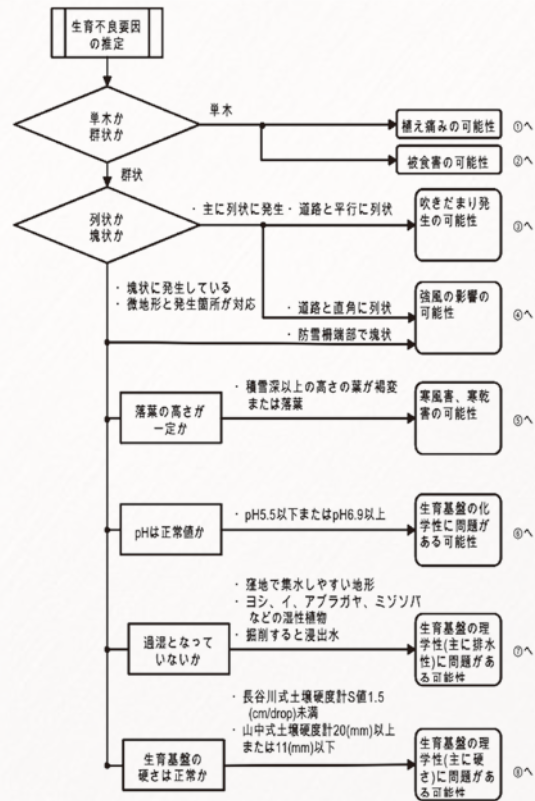 生育不良要因
の推定
単木か
群状か
単木
植え痛みの可能性
①へ
被食害の可能性
②へ
群状
列状か
塊状か
・主に列状に発生・道路と平行に列状
吹きだまり発
生の可能性
③へ
・塊状に発生している
・微地形と発生箇所が対応
・道路と直角に列状
・防雪柵端部で塊状
強風の影響の
可能性
④へ
落葉の高さが
一定か
・積雪深以上の高さの葉が褐変
または落葉
寒風害、寒乾
害の可能性
⑤へ
pHは正常値か
・pH5.5以下またはpH6.9以上
生育基盤の化
学性に問題が
ある可能性
⑥へ
過湿となって
いないか
・窪地で集水しやすい地形
・ヨシ、イ、アブラガヤ、ミゾソバ
などの湿性植物
・掘削すると浸出水
生育基盤の理
学性(主に排水
性)に問題があ
る可能性
⑦へ
生育基盤の
硬さは正常か
・長谷川式土壌硬度計S値1.5
(cm/drop)未満
・山中式土壌硬度計20(mm)以上
または11(mm)以下
生育基盤の理
学性(主に硬
さ)に問題があ
る可能性
⑧へ